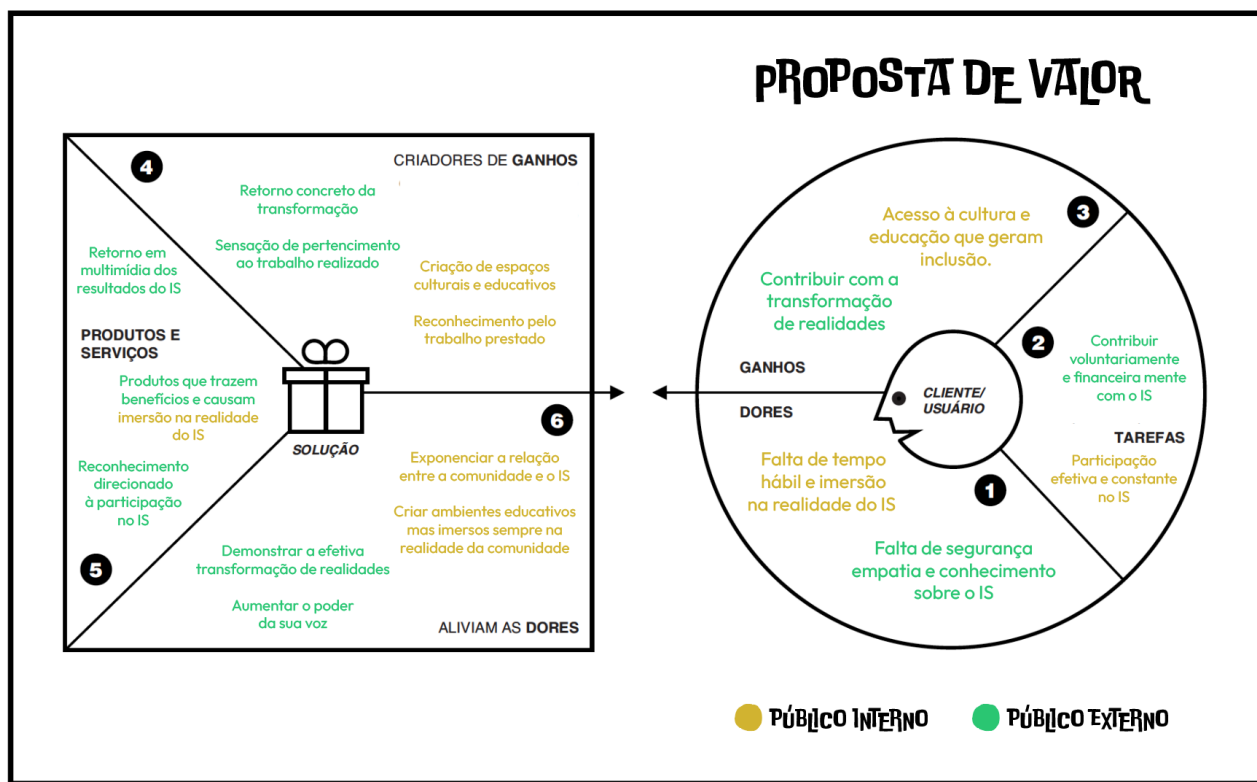 PROPOSTA DE VALOR
4
CRIADORES DE GANHOS
Retorno concreto da
transformação
Sensação de pertencimento
ao trabalho realizado
Criação de espaços
culturais e educativos
Reconhecimento pelo
trabalho prestado
Retorno em
multimídia dos
resultados do IS
PRODUTOS E
SERVIÇOS
Produtos que trazem
benefícios e causam
imersão na realidade
do IS
Reconhecimento
direcionado
à participação
no IS
5
SOLUÇÃO
6
Exponenciar a relação
entre a comunidade e o IS
Criar ambientes educativos
mas imersos sempre na
realidade da comunidade
Demonstrar a efetiva
transformação de realidades
Aumentar o poder
da sua voz
ALIVIAM AS DORES
3
Acesso à cultura e
educação que geram
inclusão.
Contribuir com a
transformação
de realidades
GANHOS
DORES
CLIENTE/
USUÁRIO
2
Contribuir
voluntariamente
e financeira mente
com o IS
TAREFAS
Participação
efetiva e constante
no IS
1
Falta de tempo
hábil e imersão
na realidade do IS
Falta de segurança
empatia e conhecimento
sobre o IS
PÚBLICO INTERNO
PÚBLICO EXTERNO